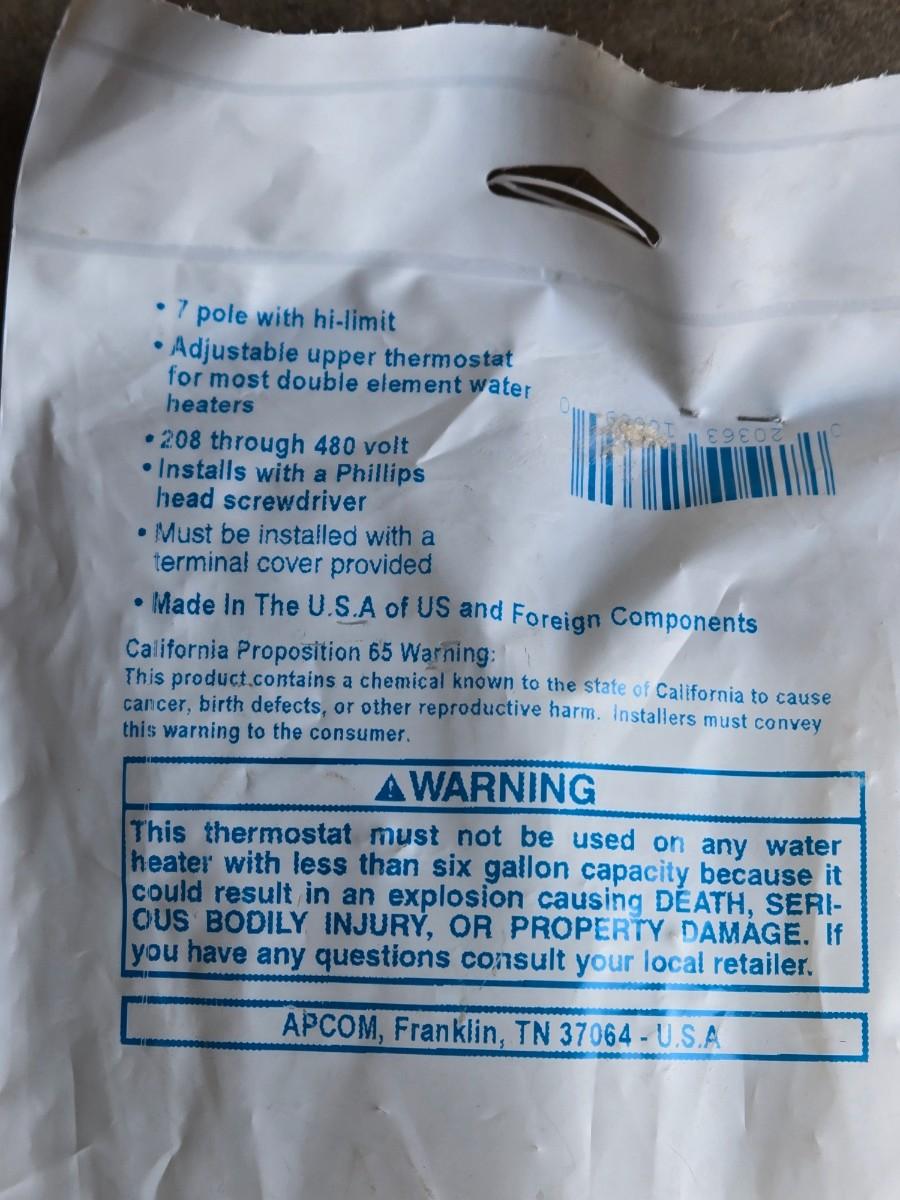 • 7 pole with hi-limit
• Adjustable upper thermostat
for most double element water
heaters
• 208 through 480 volt
• Installs with a Phillips
head screwdriver
• Must be installed with a
terminal cover provided
• Made In The U.S.A of US and Foreign Components
0 20363
California Proposition 65 Warning:
This product contains a chemical known to the state of California to cause
cancer, birth defects, or other reproductive harm. Installers must convey
this warning to the consumer.
WARNING
This thermostat must not be used on any water
heater with less than six gallon capacity because it
could result in an explosion causing DEATH, SERI-
OUS BODILY INJURY, OR PROPERTY DAMAGE. If
you have any questions consult your local retailer.
APCOM, Franklin, TN 37064 - U.S.A